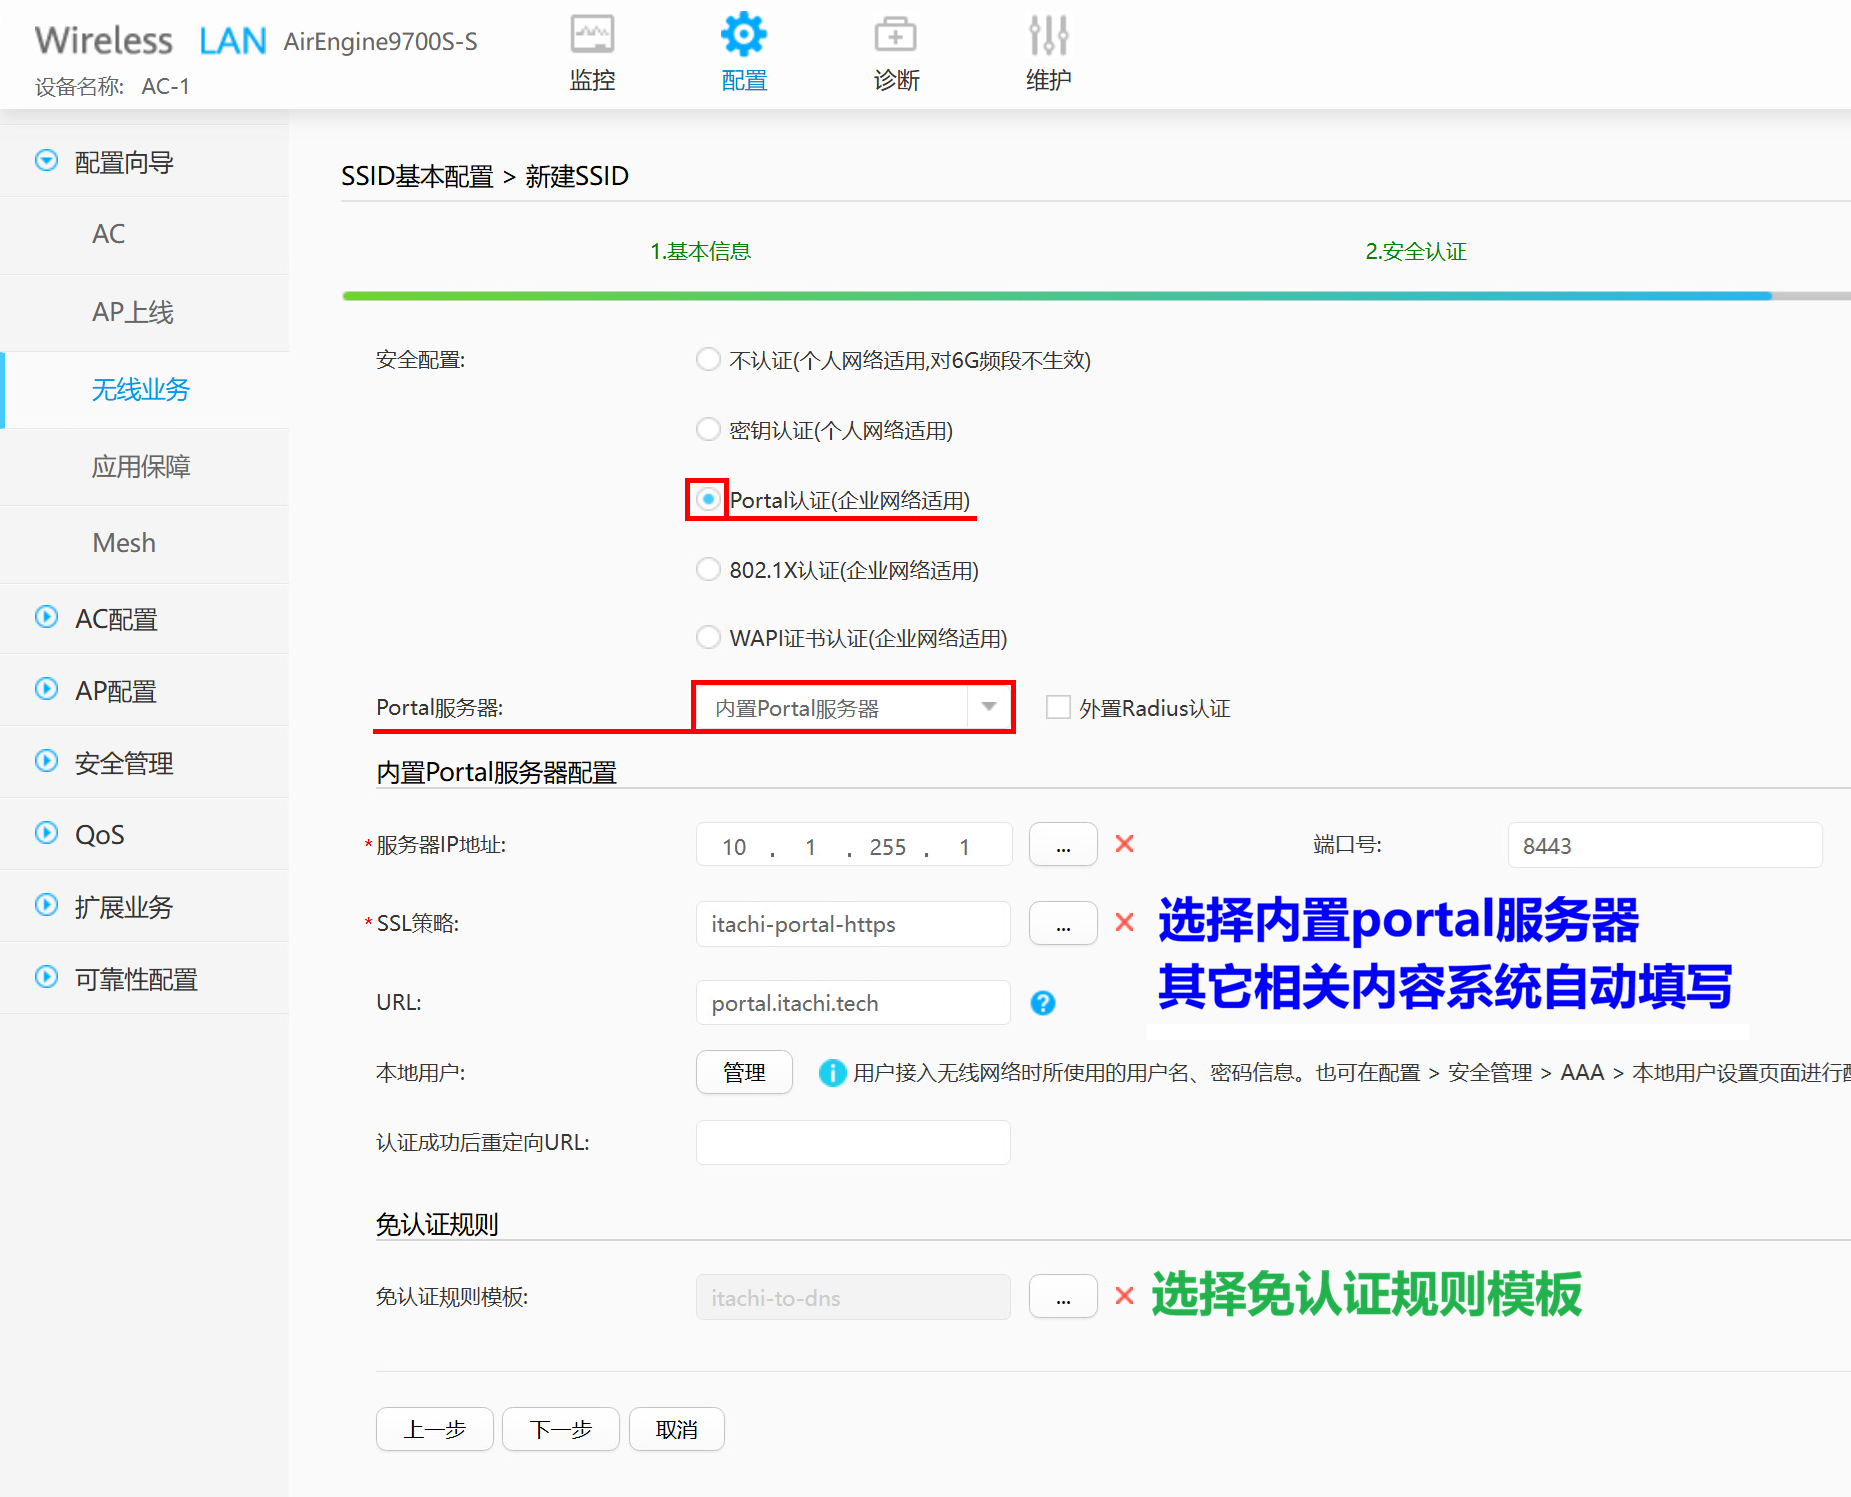 Wireless LAN AirEngine9700S-S
设备名称: AC-1
监控
配置
诊断
维护
配置向导
AC
AP上线
无线业务
应用保障
Mesh
AC配置
AP配置
安全管理
QoS
扩展业务
可靠性配置
SSID基本配置 > 新建SSID
1.基本信息
2.安全认证
安全配置:
不认证(个人网络适用,对6G频段不生效)
密钥认证(个人网络适用)
Portal认证(企业网络适用)
802.1X认证(企业网络适用)
WAPI证书认证(企业网络适用)
Portal服务器: 内置Portal服务器 外置Radius认证
内置Portal服务器配置
*服务器IP地址: 10 . 1 . 255 . 1 ... 端口号: 8443
*SSL策略: itachi-portal-https ...
选择内置portal服务器
其它相关内容系统自动填写
URL: portal.itachi.tech
本地用户: 管理 用户接入无线网络时所使用的用户名、密码信息。也可在配置 > 安全管理 > AAA > 本地用户设置页面进行
认证成功后重定向URL:
免认证规则
免认证规则模板: itachi-to-dns ... 选择免认证规则模板
上一步 下一步 取消